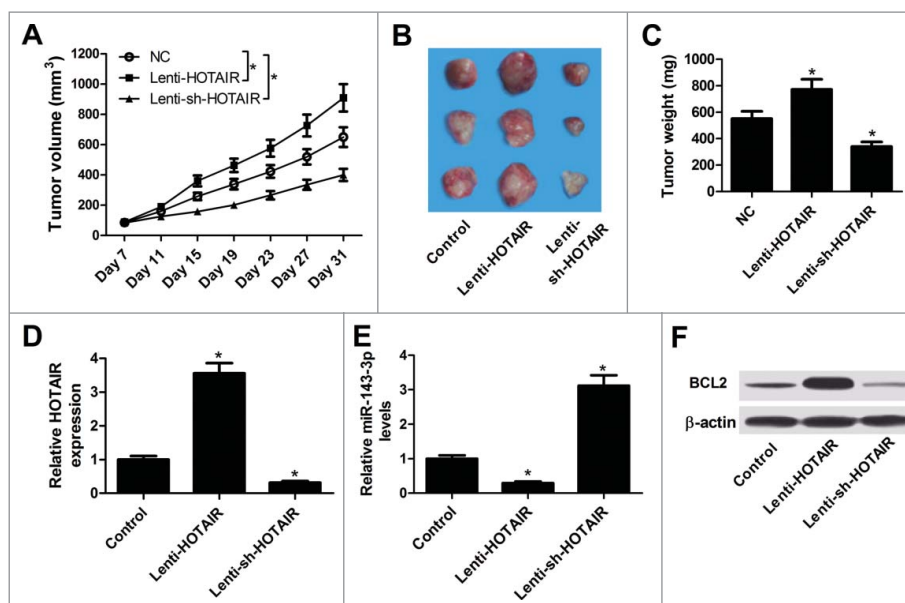 A
Tumor volume (mm3)
1200
1000
800
600
400
200
0
NC
Lenti-HOTAIR
Lenti-sh-HOTAIR
*
*
Day 7
Day 11
Day 15
Day 19
Day 23
Day 27
Day 31
B
Control
Lenti-HOTAIR
Lenti-
sh-HOTAIR
C
Tumor weight (mg)
1000
800
600
400
200
0
*
*
NC
Lenti-HOTAIR
Lenti-sh-HOTAIR
D
Relative HOTAIR
expression
4
3
2
1
0
*
*
Control
Lenti-HOTAIR
Lenti-sh-HOTAIR
E
Relative miR-143-3p
levels
4
3
2
1
0
*
*
Control
Lenti-HOTAIR
Lenti-sh-HOTAIR
F
BCL2
β-actin
Control
Lenti-HOTAIR
Lenti-sh-HOTAIR